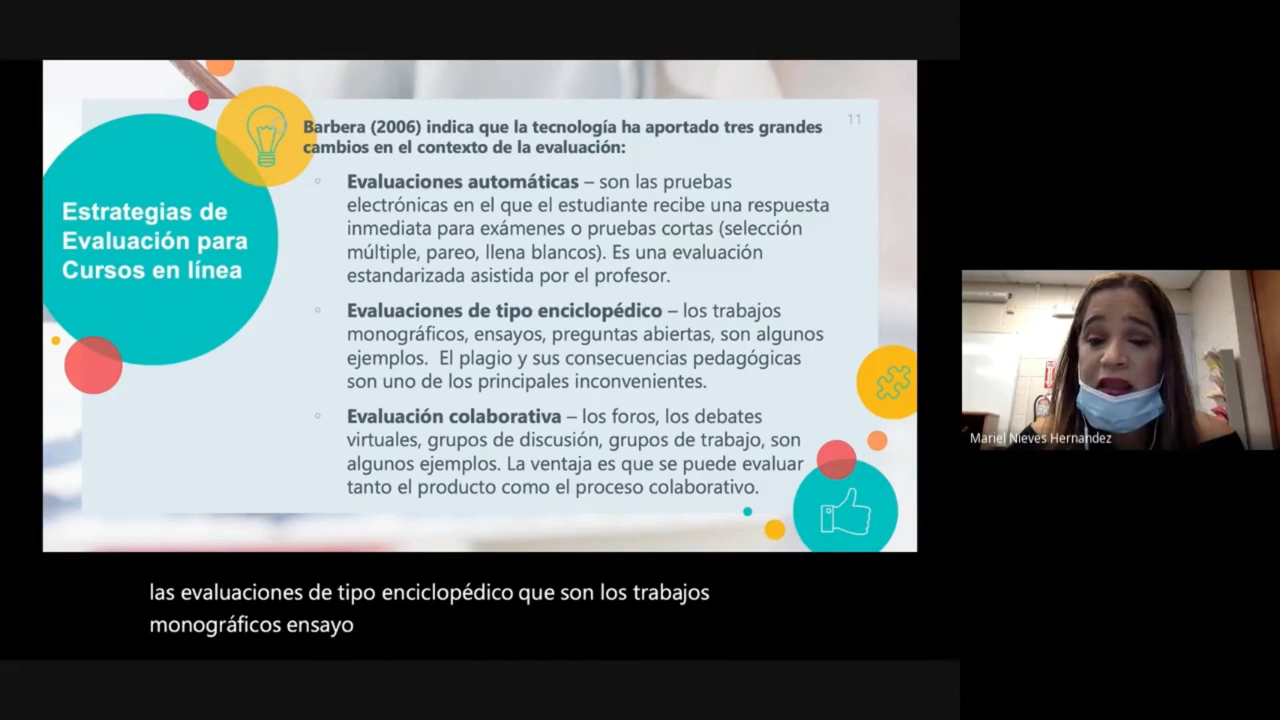 11
Barbera (2006) indica que la tecnología ha aportado tres grandes
cambios en el contexto de la evaluación:
Estrategias de
Evaluación para
Cursos en línea
Evaluaciones automáticas – son las pruebas
electrónicas en el que el estudiante recibe una respuesta
inmediata para exámenes o pruebas cortas (selección
múltiple, pareo, llena blancos). Es una evaluación
estandarizada asistida por el profesor.
Evaluaciones de tipo enciclopédico – los trabajos
monográficos, ensayos, preguntas abiertas, son algunos
ejemplos. El plagio y sus consecuencias pedagógicas
son uno de los principales inconvenientes.
Evaluación colaborativa – los foros, los debates
virtuales, grupos de discusión, grupos de trabajo, son
algunos ejemplos. La ventaja es que se puede evaluar
tanto el producto como el proceso colaborativo.
Mariel Nieves Hernandez
las evaluaciones de tipo enciclopédico que son los trabajos
monográficos ensayo